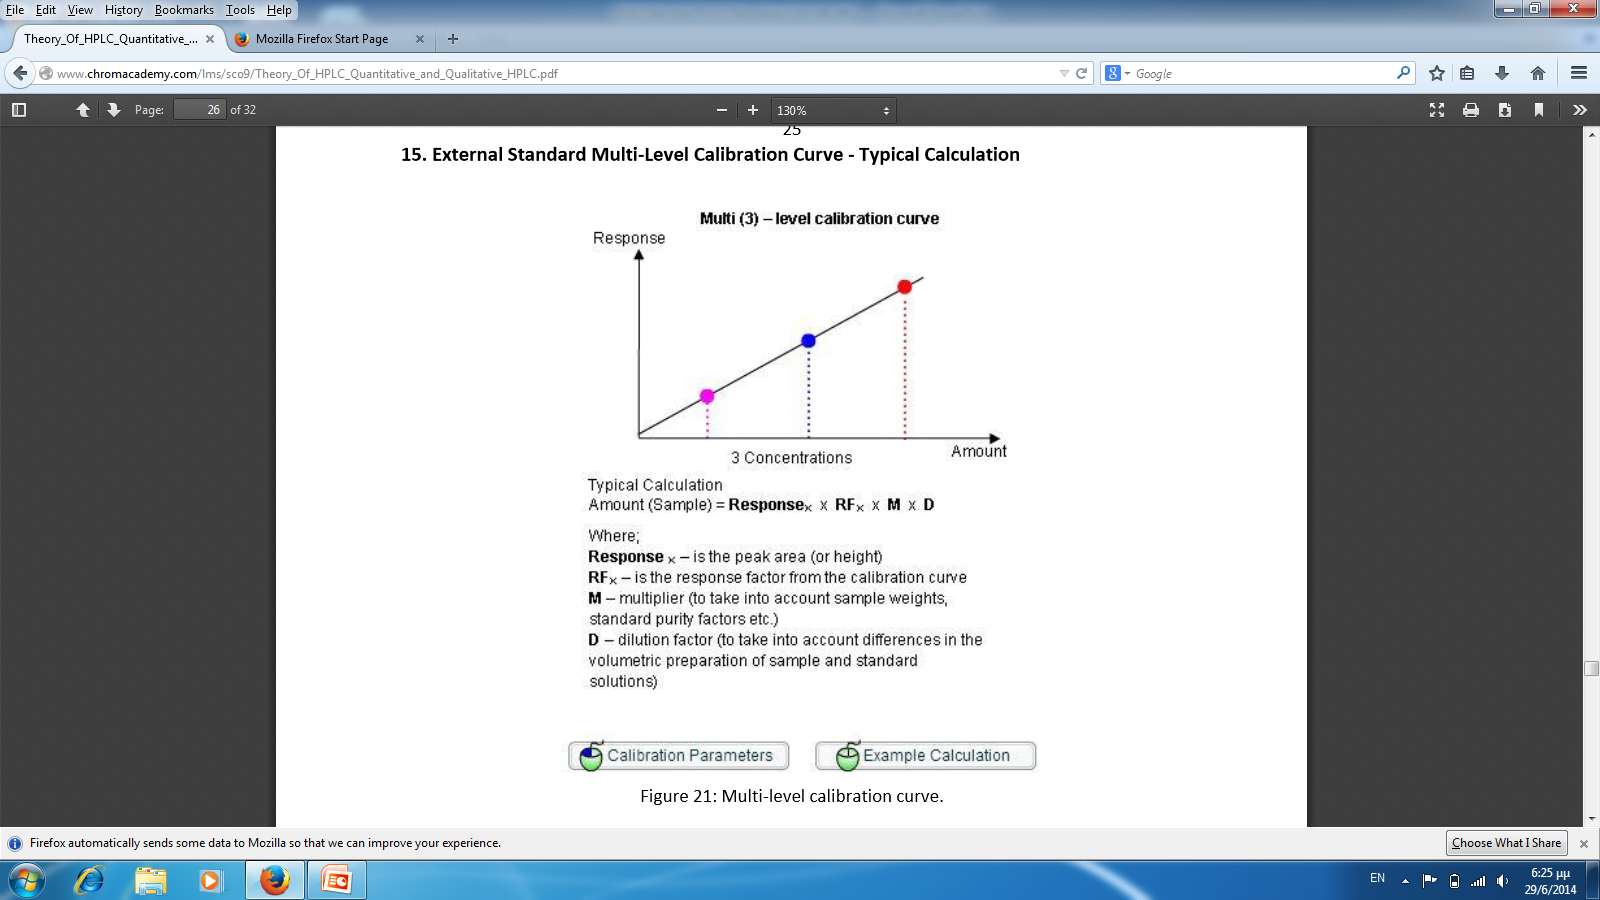 File Edit View History Bookmarks Tools Help
Theory_Of_HPLC_Quantitative_... × Mozilla Firefox Start Page × +
www.chromacademy.com/lms/sco9/Theory_Of_HPLC_Quantitative_and_Qualitative_HPLC.pdf Google
Page: 26 of 32 130%
25
15. External Standard Multi-Level Calibration Curve - Typical Calculation
Multi (3) – level calibration curve
Response
Amount
3 Concentrations
Typical Calculation
Amount (Sample) = Responseₓ x RFₓ x M x D
Where;
Response ₓ – is the peak area (or height)
RFₓ – is the response factor from the calibration curve
M – multiplier (to take into account sample weights,
standard purity factors etc.)
D – dilution factor (to take into account differences in the
volumetric preparation of sample and standard
solutions)
Calibration Parameters Example Calculation
Figure 21: Multi-level calibration curve.
Firefox automatically sends some data to Mozilla so that we can improve your experience. Choose What I Share ×
EN 6:25 μμ
29/6/2014